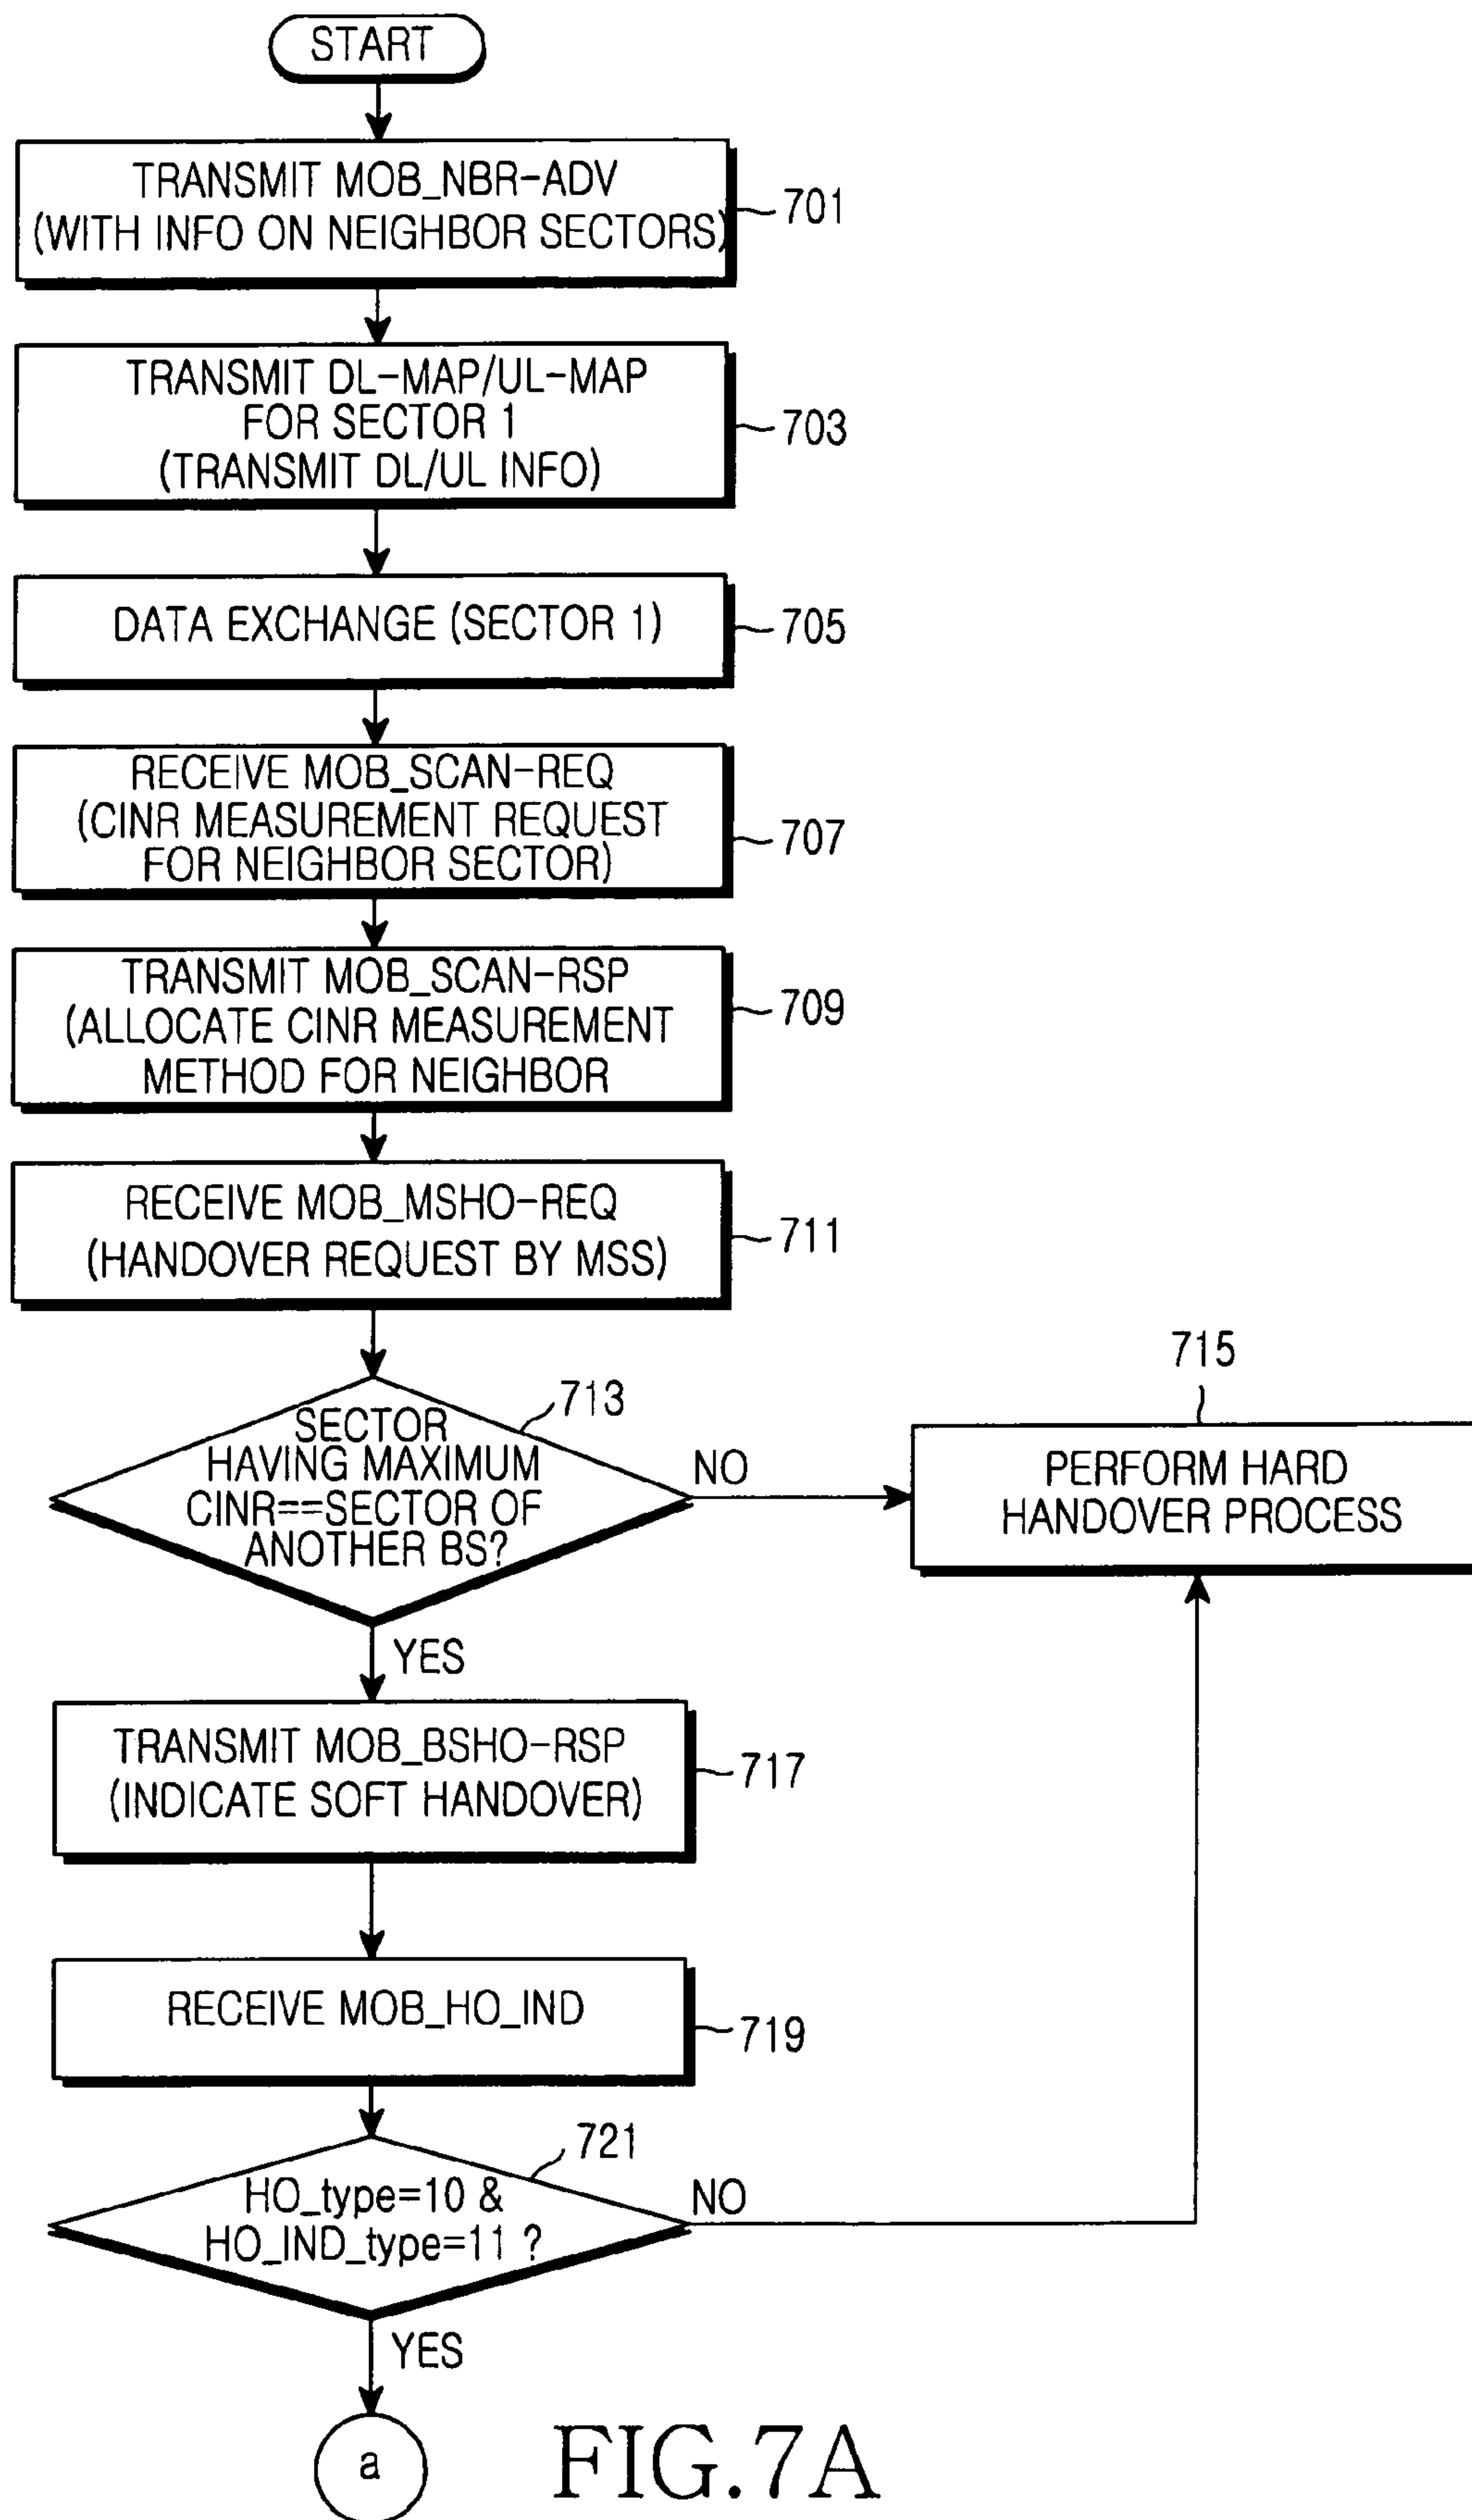 START
TRANSMIT MOB_NBR-ADV
(WITH INFO ON NEIGHBOR SECTORS)
701
TRANSMIT DL-MAP/UL-MAP
FOR SECTOR 1
(TRANSMIT DL/UL INFO)
703
DATA EXCHANGE (SECTOR 1)
705
RECEIVE MOB_SCAN-REQ
(CINR MEASUREMENT REQUEST
FOR NEIGHBOR SECTOR)
707
TRANSMIT MOB_SCAN-RSP
(ALLOCATE CINR MEASUREMENT
METHOD FOR NEIGHBOR
709
RECEIVE MOB_MSHO-REQ
(HANDOVER REQUEST BY MSS)
711
SECTOR
HAVING MAXIMUM
CINR==SECTOR OF
ANOTHER BS?
713
NO
715
PERFORM HARD
HANDOVER PROCESS
YES
TRANSMIT MOB_BSHO-RSP
(INDICATE SOFT HANDOVER)
717
RECEIVE MOB_HO_IND
719
HO_type=10 &
HO_IND_type=11 ?
721
NO
YES
a
FIG.7A